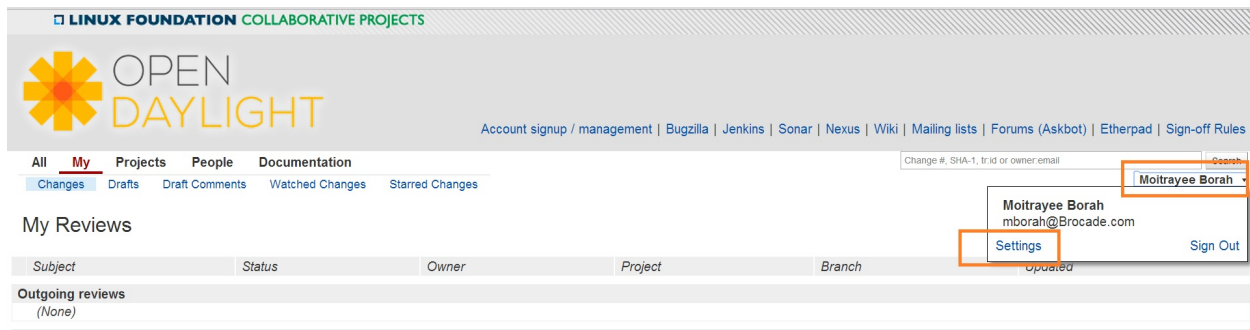 LINUX FOUNDATION COLLABORATIVE PROJECTS
OPEN
DAYLIGHT
Account signup / management | Bugzilla | Jenkins | Sonar | Nexus | Wiki | Mailing lists | Forums (Askbot) | Etherpad | Sign-off Rules
All My Projects People Documentation
Change #, SHA-1, tr:id or owner:email Search
Changes Drafts Draft Comments Watched Changes Starred Changes
Moitrayee Borah
Moitrayee Borah
mborah@Brocade.com
My Reviews
Settings Sign Out
Subject Status Owner Project Branch Updated
Outgoing reviews
(None)